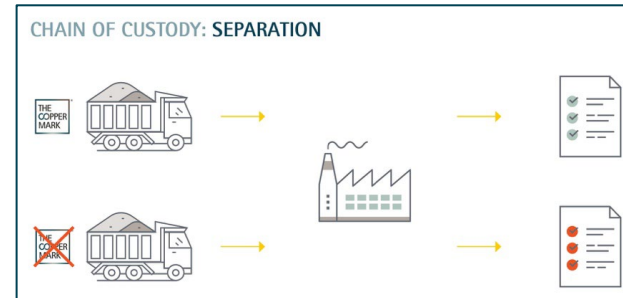 CHAIN OF CUSTODY: SEPARATION
THE
COPPER
MARK
THE
COPPER
MARK